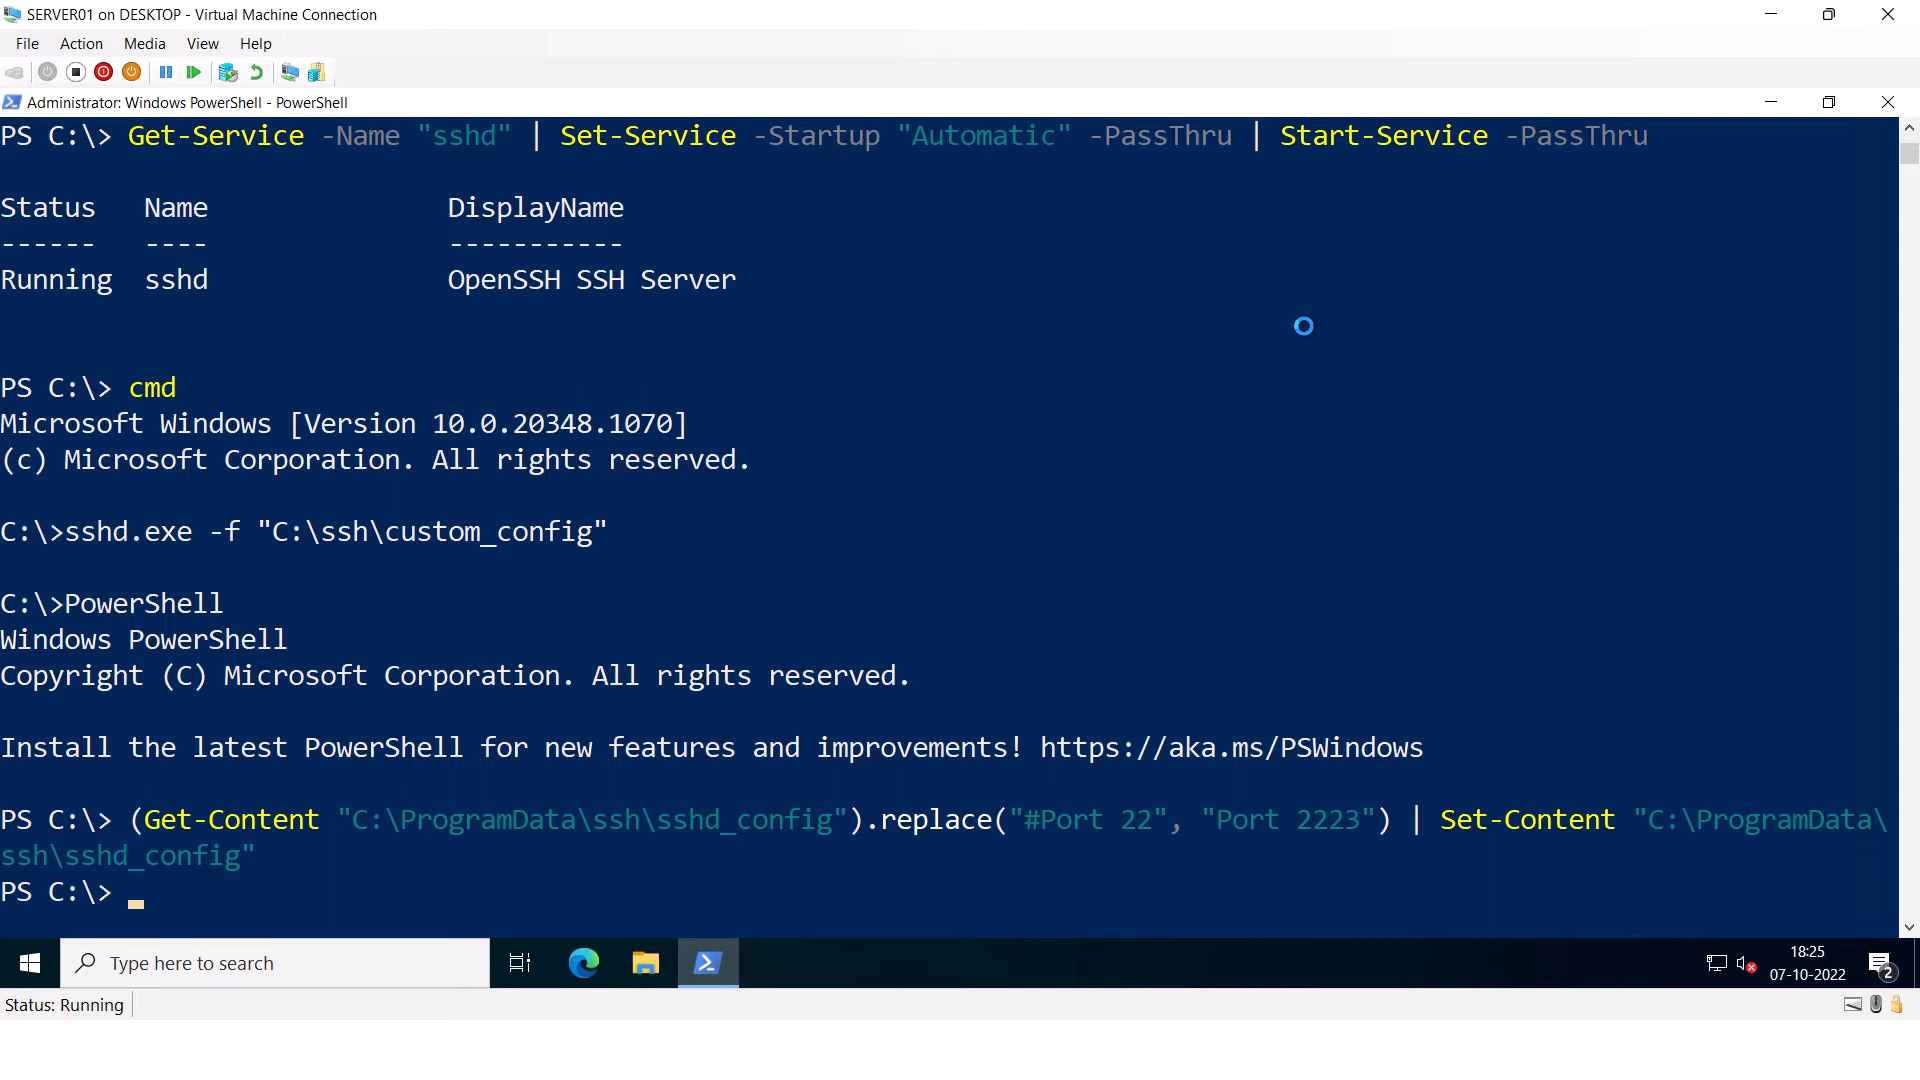 SERVER01 on DESKTOP - Virtual Machine Connection
File Action Media View Help
Administrator: Windows PowerShell - PowerShell
PS C:\> Get-Service -Name "sshd" | Set-Service -Startup "Automatic" -PassThru | Start-Service -PassThru
Status Name DisplayName
------ ---- -----------
Running sshd OpenSSH SSH Server
PS C:\> cmd
Microsoft Windows [Version 10.0.20348.1070]
(c) Microsoft Corporation. All rights reserved.
C:\>sshd.exe -f "C:\ssh\custom_config"
C:\>PowerShell
Windows PowerShell
Copyright (C) Microsoft Corporation. All rights reserved.
Install the latest PowerShell for new features and improvements! https://aka.ms/PSWindows
PS C:\> (Get-Content "C:\ProgramData\ssh\sshd_config").replace("#Port 22", "Port 2223") | Set-Content "C:\ProgramData\
ssh\sshd_config"
PS C:\>
Type here to search
18:25
07-10-2022
2
Status: Running